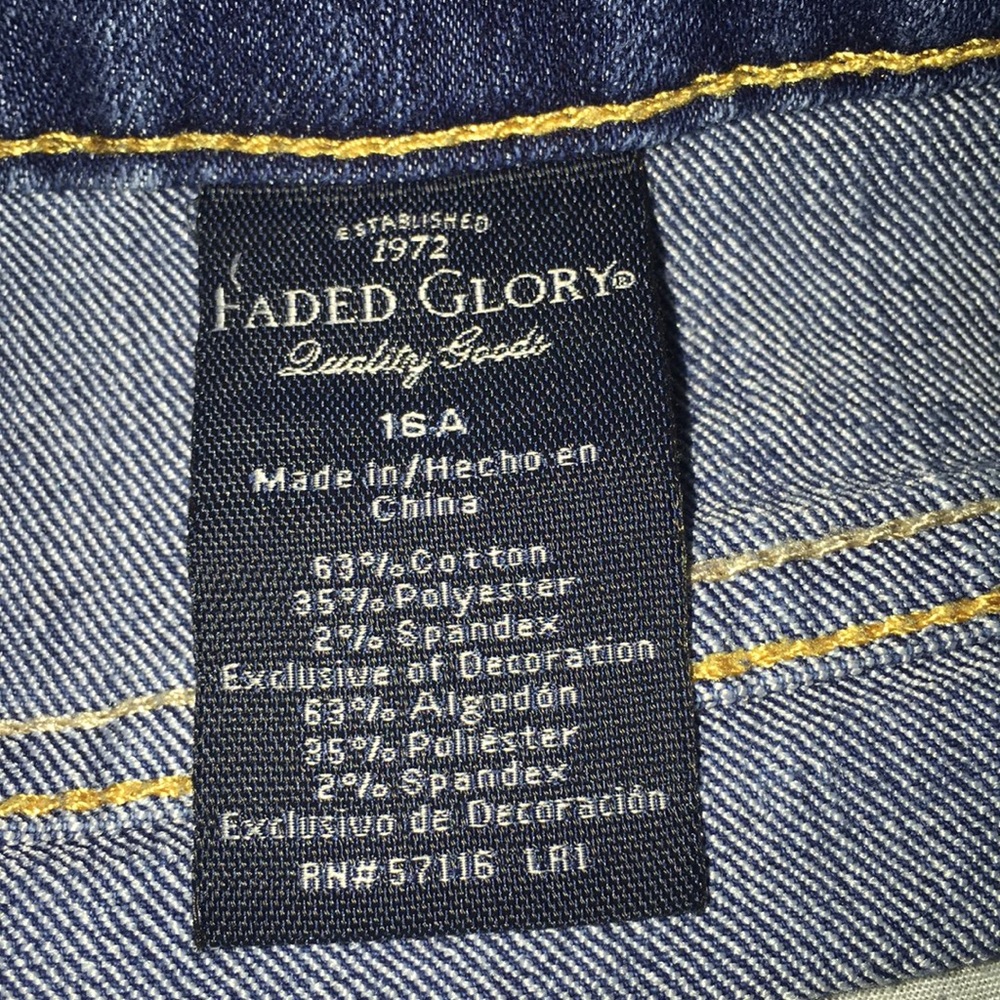 ESTABLISHED
1972
FADED GLORY®
Quality Goods
16A
Made in/Hecho en
China
63% Cotton
35% Polyester
2% Spandex
Exclusive of Decoration
63% Algodón
35% Poliéster
2% Spandex
Exclusivo de Decoración
RN#57116 LA1